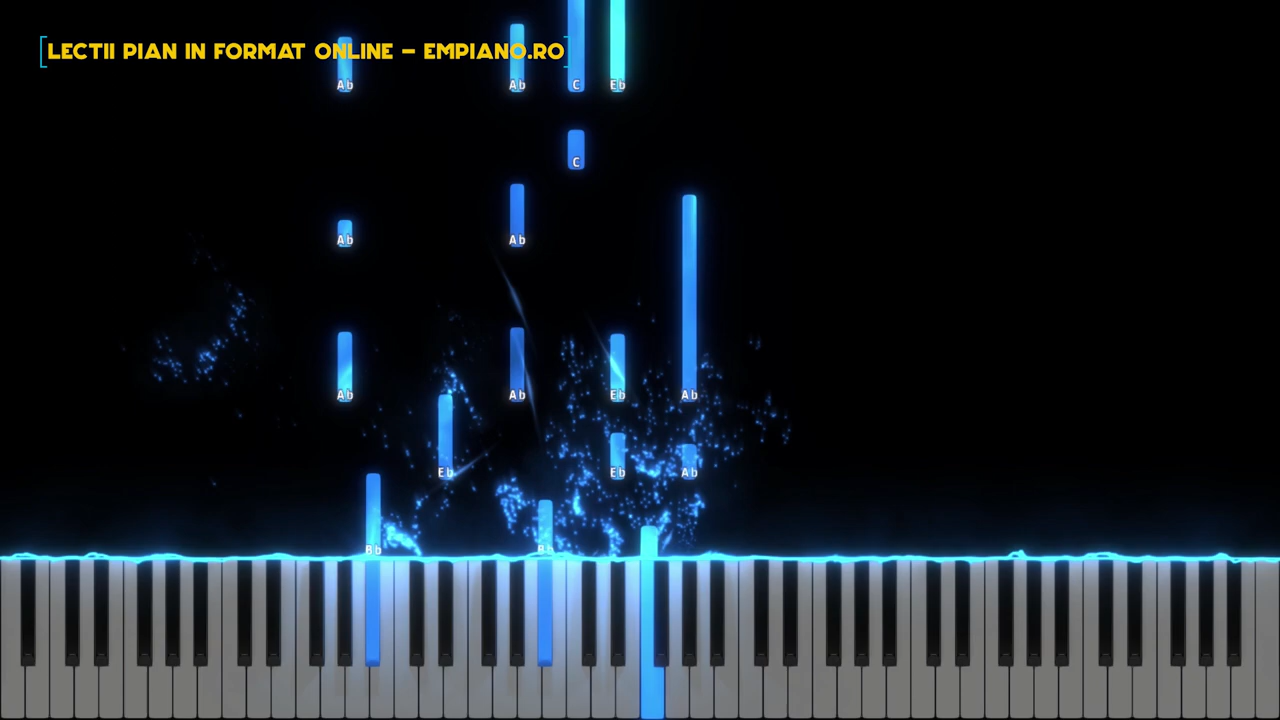 [LECTII PIAN IN FORMAT ONLINE - EMPIANO.RO]
Ab Ab C Eb
C
Ab Ab
Ab Ab Eb Ab
Eb Eb Ab
Bb Bb